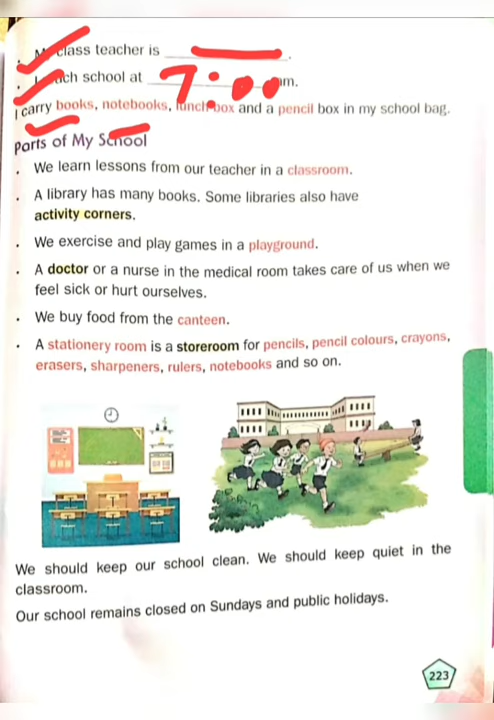 . My class teacher is ____________.
. I reach school at 7:00 am.
I carry books, notebooks, lunch box and a pencil box in my school bag.
Parts of My School
. We learn lessons from our teacher in a classroom.
. A library has many books. Some libraries also have
activity corners.
. We exercise and play games in a playground.
. A doctor or a nurse in the medical room takes care of us when we
feel sick or hurt ourselves.
. We buy food from the canteen.
. A stationery room is a storeroom for pencils, pencil colours, crayons,
erasers, sharpeners, rulers, notebooks and so on.
We should keep our school clean. We should keep quiet in the
classroom.
Our school remains closed on Sundays and public holidays.
223